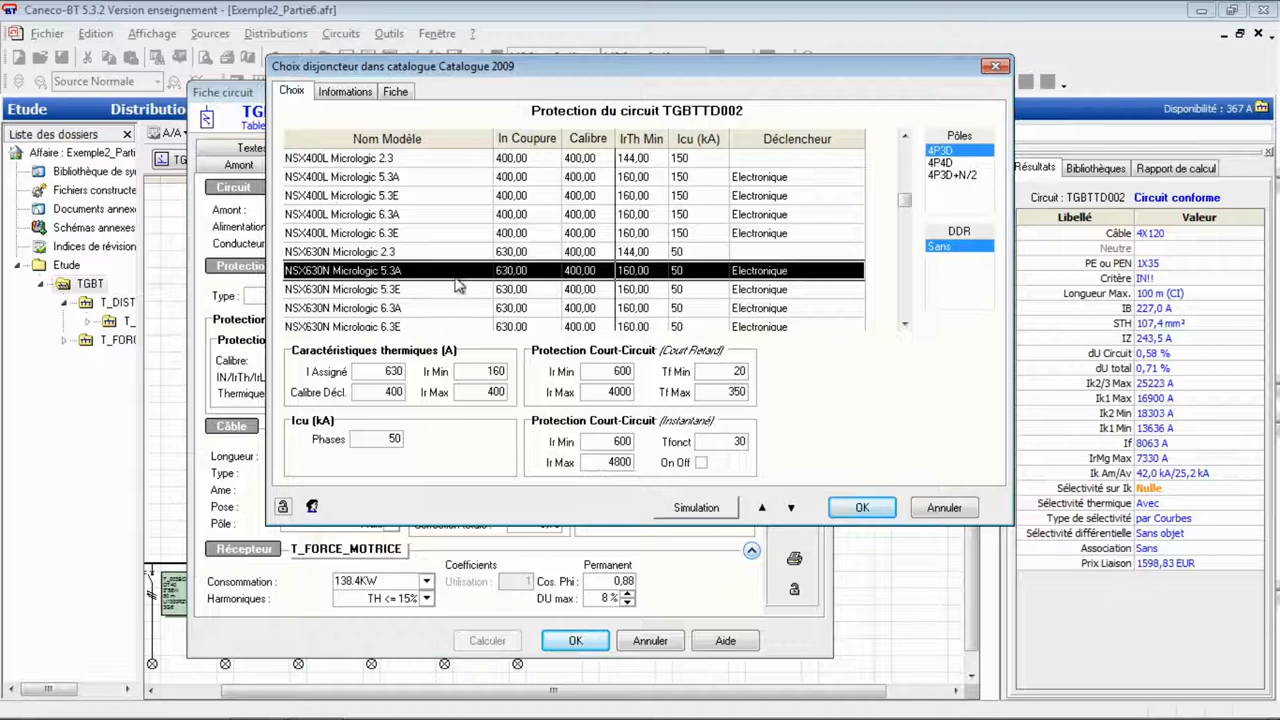 Caneco-BT 5.3.2 Version enseignement - [Exemple2_Partie6.afr]
Fichier Edition Affichage Sources Distributions Circuits Outils Fenêtre ?
Source Normale
Etude Distributio Disponibilité : 367 A
Choix disjoncteur dans catalogue Catalogue 2009
Choix Informations Fiche
Protection du circuit TGBTTD002
Nom Modèle In Coupure Calibre IrTh Min Icu (kA) Déclencheur
NSX400L Micrologic 2.3 400,00 400,00 144,00 150
NSX400L Micrologic 5.3A 400,00 400,00 160,00 150 Electronique
NSX400L Micrologic 5.3E 400,00 400,00 160,00 150 Electronique
NSX400L Micrologic 6.3A 400,00 400,00 160,00 150 Electronique
NSX400L Micrologic 6.3E 400,00 400,00 160,00 150 Electronique
NSX630N Micrologic 2.3 630,00 400,00 144,00 50
NSX630N Micrologic 5.3A 630,00 400,00 160,00 50 Electronique
NSX630N Micrologic 5.3E 630,00 400,00 160,00 50 Electronique
NSX630N Micrologic 6.3A 630,00 400,00 160,00 50 Electronique
NSX630N Micrologic 6.3E 630,00 400,00 160,00 50 Electronique
Pôles
4P3D
4P4D
4P3D+N/2
DDR
Sans
Caractéristiques thermiques (A)
I Assigné 630 Ir Min 160
Calibre Décl. 400 Ir Max 400
Icu (kA)
Phases 50
Protection Court-Circuit (Court Retard)
Ir Min 600 Tf Min 20
Ir Max 4000 Tf Max 350
Protection Court-Circuit (Instantané)
Ir Min 600 Tfonct 30
Ir Max 4800 On Off
Simulation OK Annuler
Liste des dossiers
Affaire : Exemple2_Parti
Bibliothèque de sy
Fichiers constructe
Documents annexe
Schémas annexes
Indices de révision
Etude
TGBT
T_DIST
T_
T_FOR
A/A
TG
Fiche circuit
TG
Table
Textes
Amont
Circuit
Amont :
Alimentation
Conducteur
Protectio
Type :
Protection
Protectio
Calibre:
IN/IrTh/IrL
Thermique
Câble
Longueur :
Type :
Ame :
Pose :
Pôle :
Récepteur T_FORCE_MOTRICE
Consommation : 138.4KW
Harmoniques : TH <= 15%
Coefficients
Utilisation : 1
Permanent
Cos. Phi : 0,88
DU max : 8 %
Calculer OK Annuler Aide
Résultats Bibliothèques Rapport de calcul
Circuit : TGBTTD002 Circuit conforme
Libellé Valeur
Câble 4X120
Neutre
PE ou PEN 1X35
Critère IN!!
Longueur Max. 100 m (CI)
IB 227,0 A
STH 107,4 mm²
IZ 243,5 A
dU Circuit 0,58 %
dU total 0,71 %
Ik2/3 Max 25223 A
Ik1 Max 16900 A
Ik2 Min 18303 A
Ik1 Min 13636 A
If 8063 A
IrMg Max 7330 A
Ik Am/Av 42,0 kA/25,2 kA
Sélectivité sur Ik Nulle
Sélectivité thermique Avec
Type de sélectivité par Courbes
Sélectivité différentielle Sans objet
Association Sans
Prix Liaison 1598,83 EUR